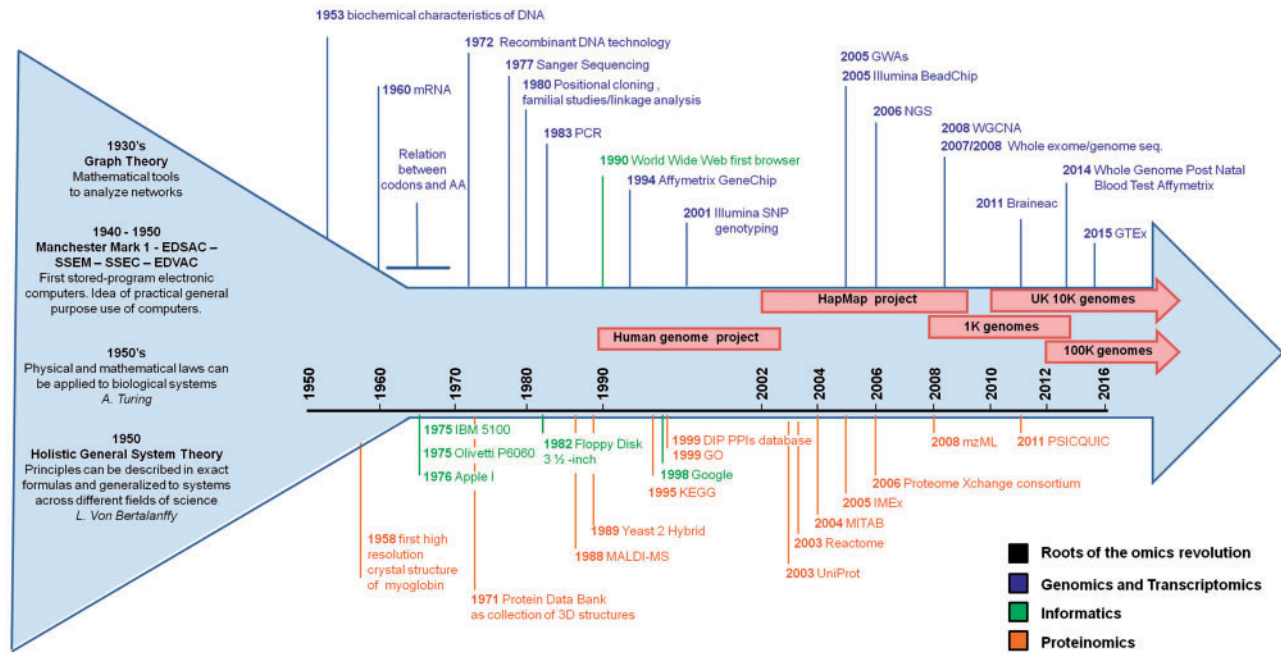 1953 biochemical characteristics of DNA
1960 mRNA
Relation
between
codons and AA
1972 Recombinant DNA technology
1977 Sanger Sequencing
1980 Positional cloning ,
familial studies/linkage analysis
1983 PCR
1990 World Wide Web first browser
1994 Affymetrix GeneChip
2001 Illumina SNP
genotyping
2005 GWAs
2005 Illumina BeadChip
2006 NGS
2008 WGCNA
2007/2008 Whole exome/genome seq.
2011 Braineac
2014 Whole Genome Post Natal
Blood Test Affymetrix
2015 GTEx
1930's
Graph Theory
Mathematical tools
to analyze networks
1940 - 1950
Manchester Mark 1 - EDSAC –
SSEM – SSEC – EDVAC
First stored-program electronic
computers. Idea of practical general
purpose use of computers.
1950's
Physical and mathematical laws can
be applied to biological systems
A. Turing
1950
Holistic General System Theory
Principles can be described in exact
formulas and generalized to systems
across different fields of science
L. Von Bertalanffy
HapMap project
UK 10K genomes
Human genome project
1K genomes
100K genomes
1950
1960
1970
1980
1990
2002
2004
2006
2008
2010
2012
2016
1975 IBM 5100
1975 Olivetti P6060
1976 Apple I
1982 Floppy Disk
3 ½ -inch
1999 DIP PPIs database
1999 GO
1998 Google
1995 KEGG
1989 Yeast 2 Hybrid
1988 MALDI-MS
1958 first high
resolution
crystal structure
of myoglobin
1971 Protein Data Bank
as collection of 3D structures
2008 mzML
2011 PSICQUIC
2006 Proteome Xchange consortium
2005 IMEx
2004 MITAB
2003 Reactome
2003 UniProt
Roots of the omics revolution
Genomics and Transcriptomics
Informatics
Proteinomics